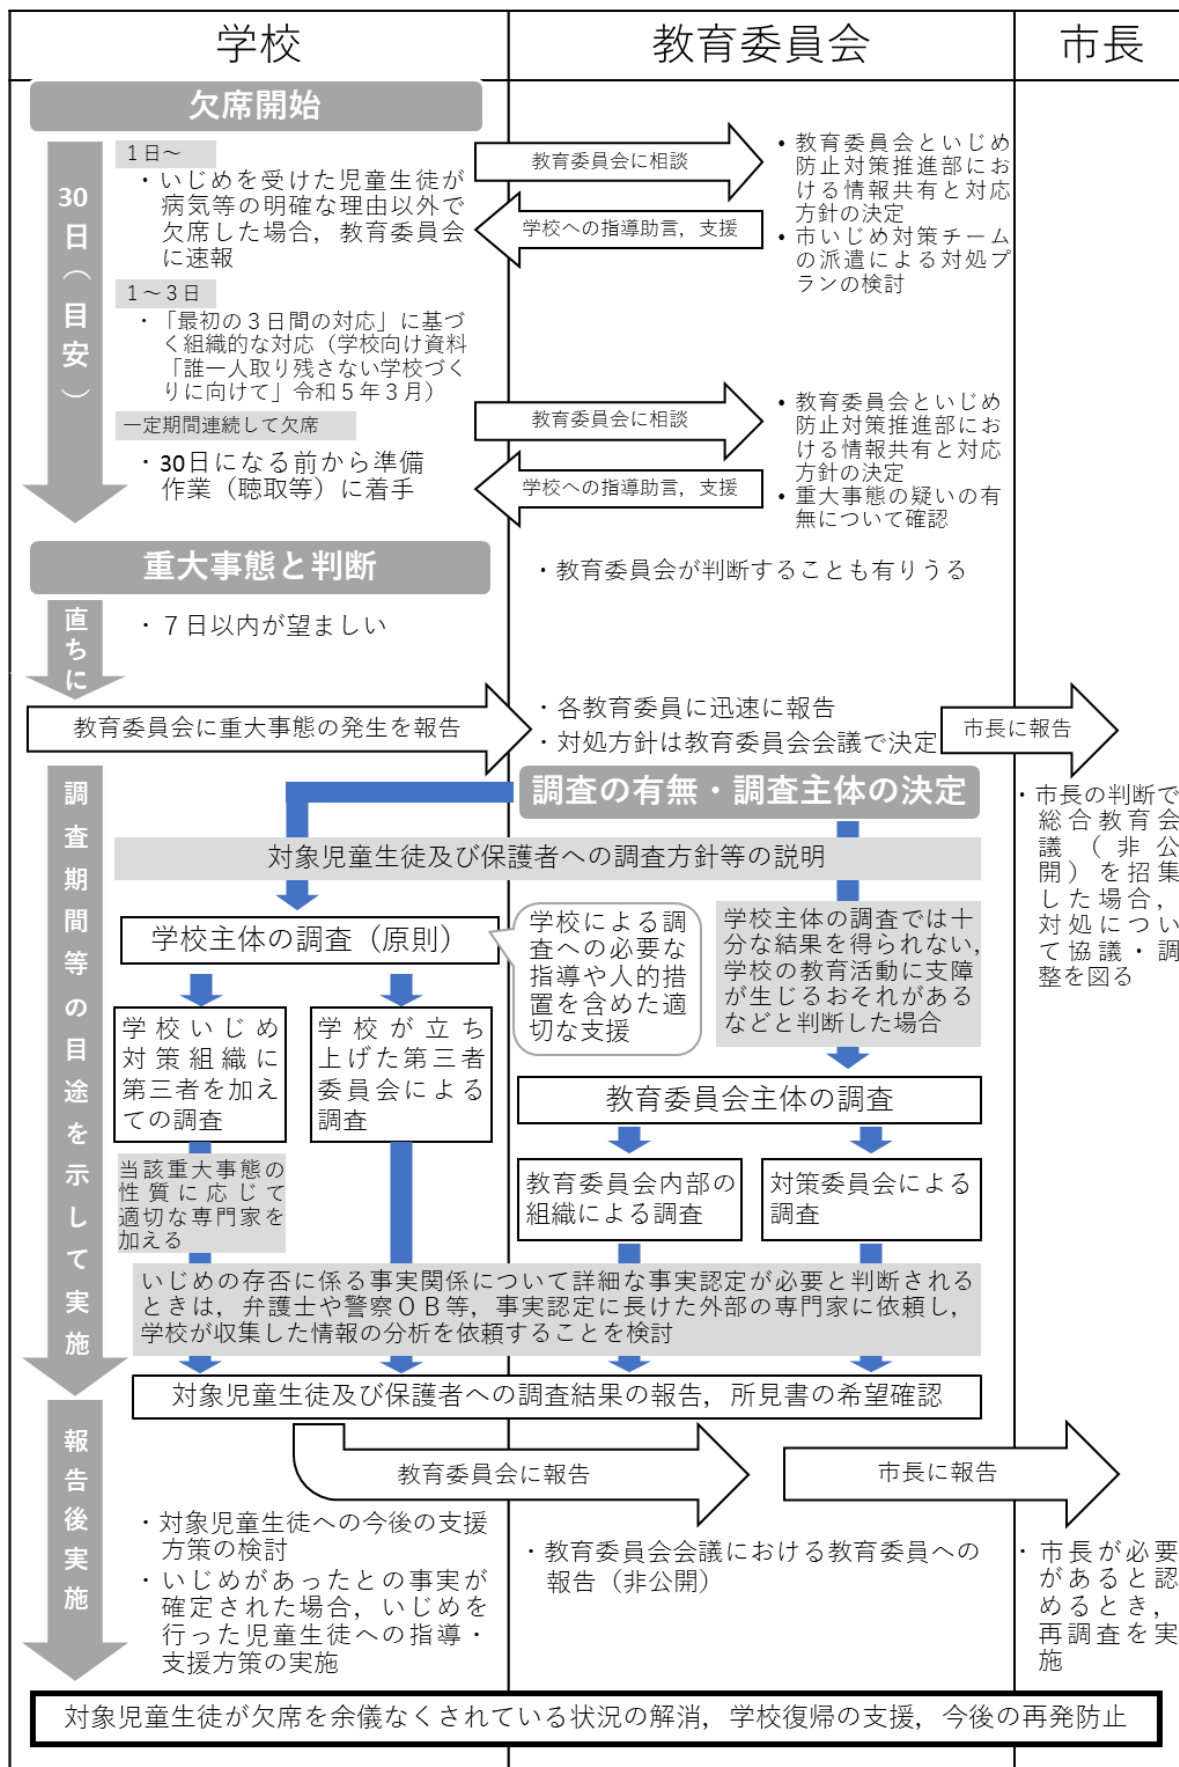 学校
教育委員会
市長
欠席開始
30日（目安）
１日～
・いじめを受けた児童生徒が
病気等の明確な理由以外で
欠席した場合，教育委員会
に速報
教育委員会に相談
学校への指導助言，支援
• 教育委員会といじめ
防止対策推進部にお
ける情報共有と対応
方針の決定
• 市いじめ対策チーム
の派遣による対処プ
ランの検討
１～３日
・「最初の３日間の対応」に基づ
く組織的な対応（学校向け資料
「誰一人取り残さない学校づく
りに向けて」令和５年３月）
一定期間連続して欠席
・30日になる前から準備
作業（聴取等）に着手
教育委員会に相談
学校への指導助言，支援
• 教育委員会といじめ
防止対策推進部にお
ける情報共有と対応
方針の決定
• 重大事態の疑いの有
無について確認
重大事態と判断
・教育委員会が判断することも有りうる
直ちに
・７日以内が望ましい
教育委員会に重大事態の発生を報告
・各教育委員に迅速に報告
・対処方針は教育委員会会議で決定
市長に報告
調査期間等の目途を示して実施
調査の有無・調査主体の決定
・市長の判断で
総合教育会
議（非公
開）を招集
した場合，
対処につい
て協議・調
整を図る
対象児童生徒及び保護者への調査方針等の説明
学校主体の調査（原則）
学校による調
査への必要な
指導や人的措
置を含めた適
切な支援
学校主体の調査では十
分な結果を得られない，
学校の教育活動に支障
が生じるおそれがある
などと判断した場合
学校いじめ
対策組織に
第三者を加え
ての調査
学校が立ち
上げた第三者
委員会による
調査
教育委員会主体の調査
当該重大事態の
性質に応じて
適切な専門家を
加える
教育委員会内部の
組織による調査
対策委員会による
調査
いじめの存否に係る事実関係について詳細な事実認定が必要と判断される
ときは，弁護士や警察ＯＢ等，事実認定に長けた外部の専門家に依頼し，
学校が収集した情報の分析を依頼することを検討
対象児童生徒及び保護者への調査結果の報告，所見書の希望確認
報告後実施
教育委員会に報告
市長に報告
・対象児童生徒への今後の支援
方策の検討
・いじめがあったとの事実が
確定された場合，いじめを
行った児童生徒への指導・
支援方策の実施
・教育委員会会議における教育委員への
報告（非公開）
・市長が必要
があると認
めるとき，
再調査を実
施
対象児童生徒が欠席を余儀なくされている状況の解消，学校復帰の支援，今後の再発防止